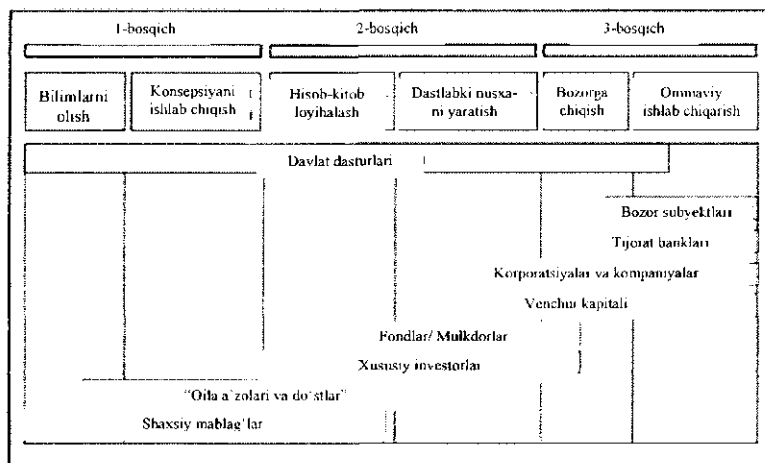 1-bosqich 2-bosqich 3-bosqich
Bilimlarni olish
Konsepsiyani ishlab chiqish
Hisob-kitob loyihalash
Dastlabki nusxa-
ni yaratish
Bozorga chiqish
Ommaviy ishlab chiqarish
Davlat dasturlari
Bozor subyektlari
Tijorat banklari
Korporatsiyalar va kompaniyalar
Venchur kapitali
Fondlar/ Mulkdorlar
Xususiy investorlar
“Oila a`zolari va do`stlar”
Shaxsiy mablag`lar